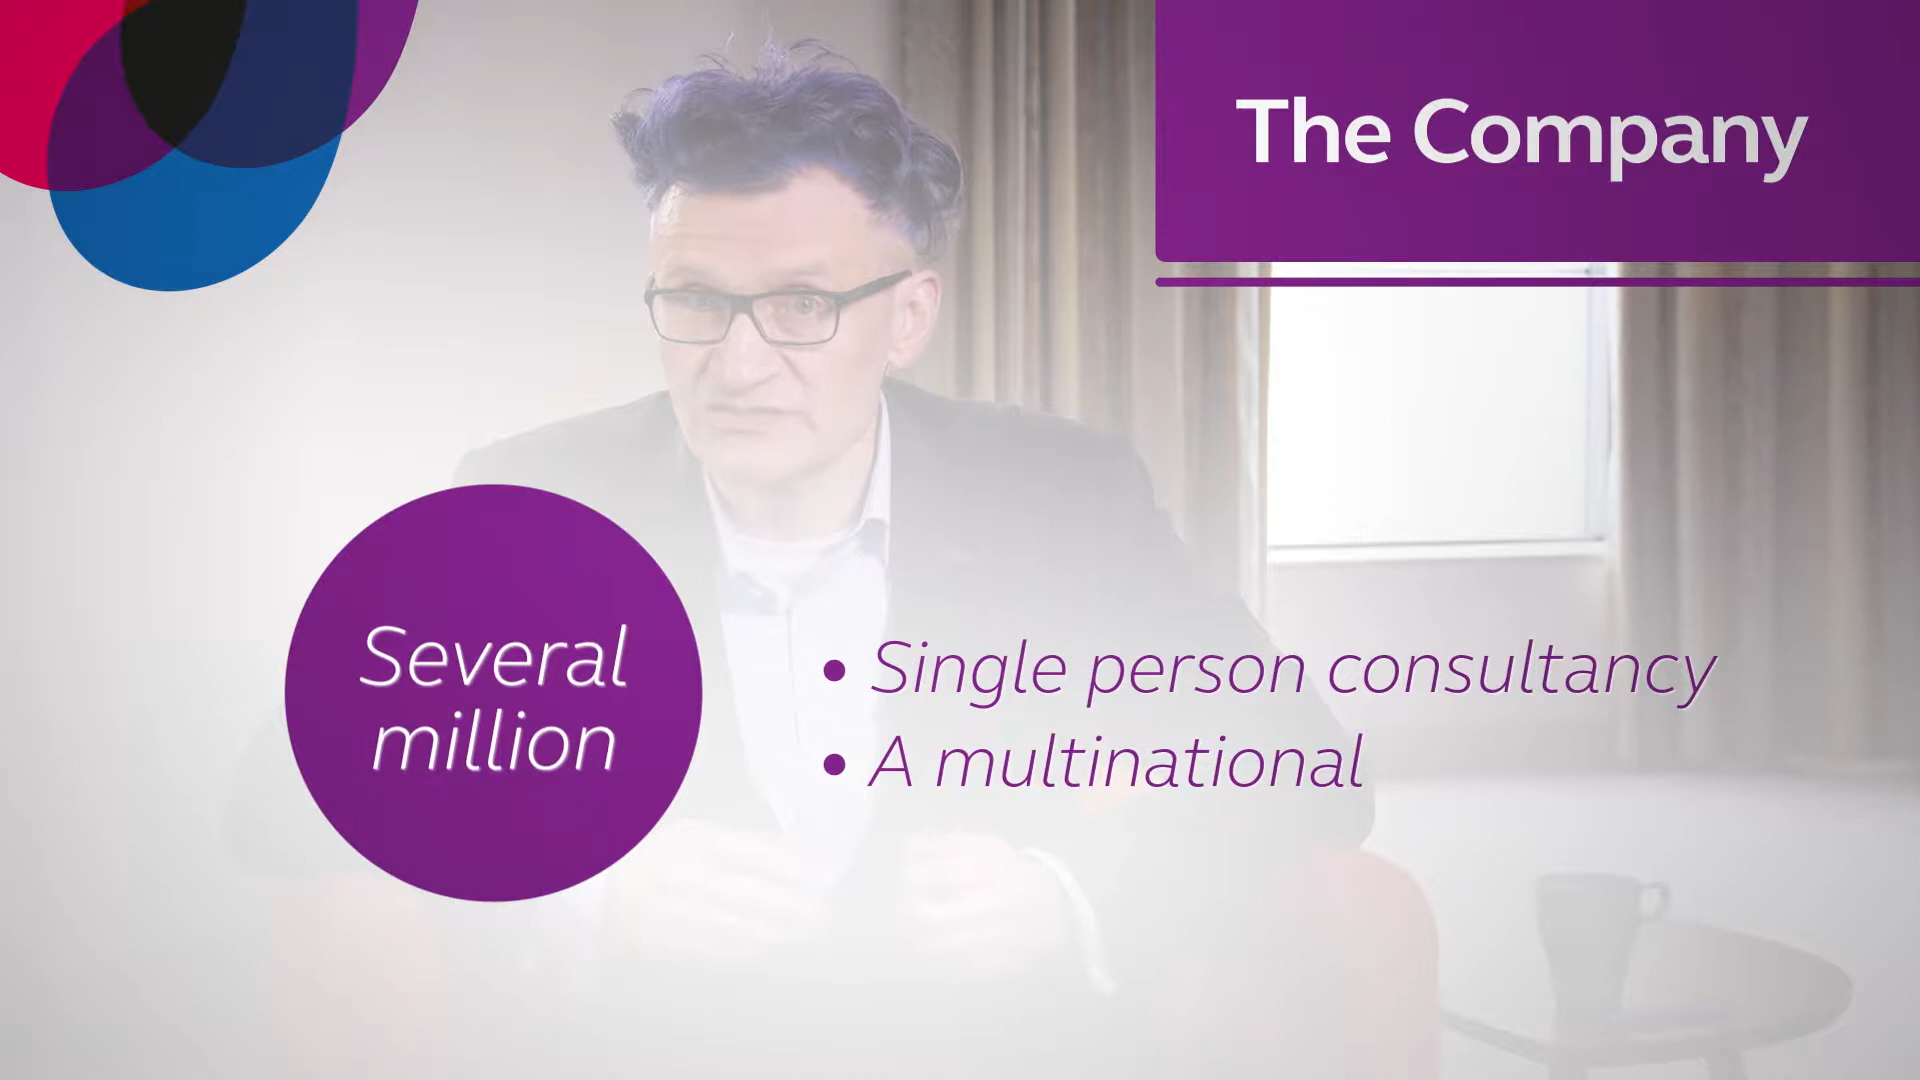 The Company
Several
million
• Single person consultancy
• A multinational